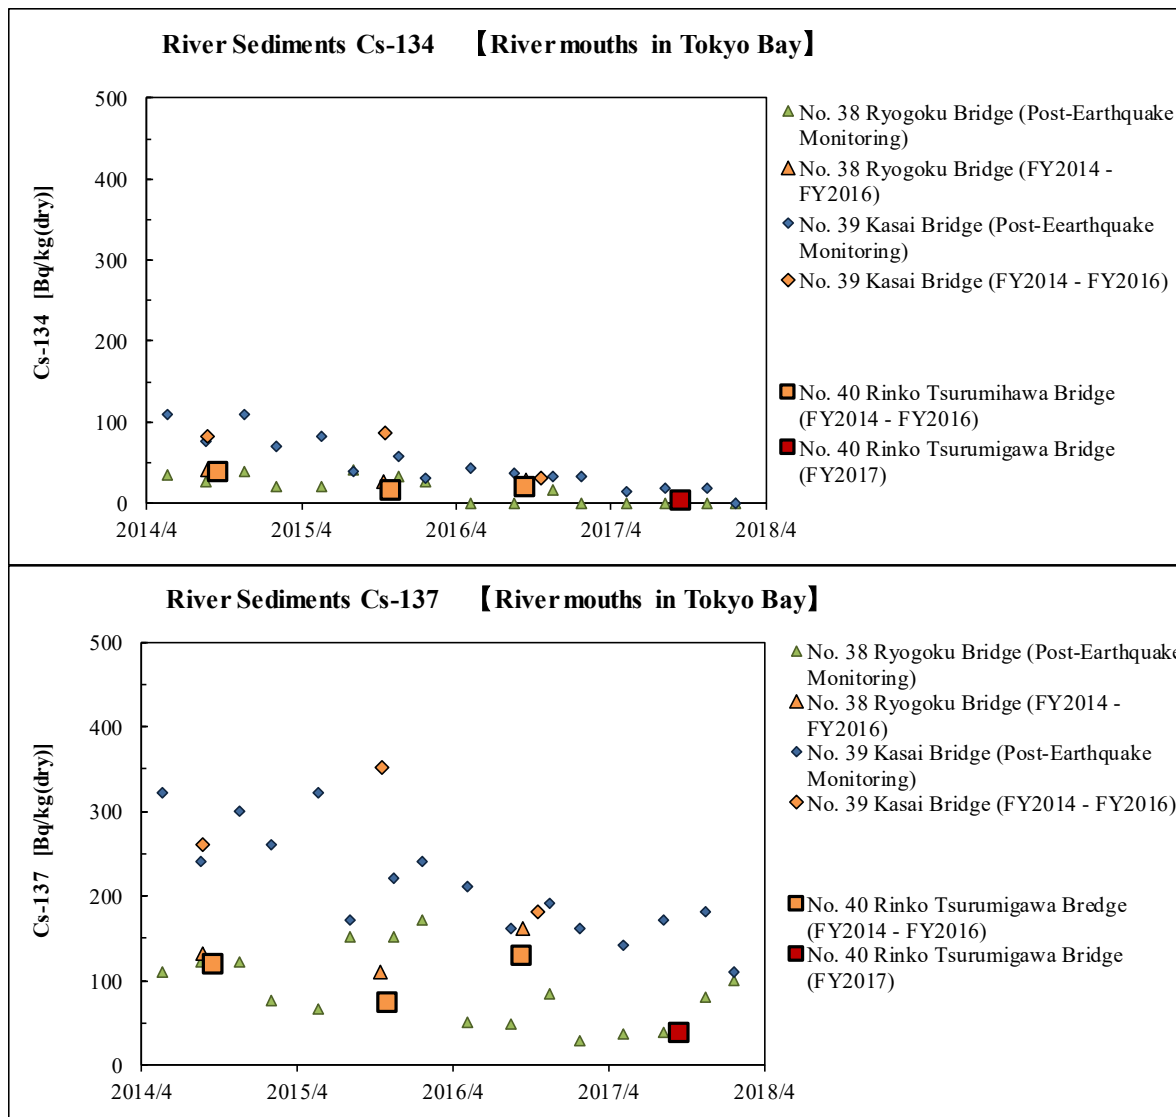 River Sediments Cs-134 【River mouths in Tokyo Bay】
Cs-134 [Bq/kg(dry)]
500
400
300
200
100
0
2014/4
2015/4
2016/4
2017/4
2018/4
No. 38 Ryogoku Bridge (Post-Earthquake
Monitoring)
No. 38 Ryogoku Bridge (FY2014 -
FY2016)
No. 39 Kasai Bridge (Post-Eearthquake
Monitoring)
No. 39 Kasai Bridge (FY2014 - FY2016)
No. 40 Rinko Tsurumihawa Bridge
(FY2014 - FY2016)
No. 40 Rinko Tsurumigawa Bridge
(FY2017)
River Sediments Cs-137 【River mouths in Tokyo Bay】
Cs-137 [Bq/kg(dry)]
500
400
300
200
100
0
2014/4
2015/4
2016/4
2017/4
2018/4
No. 38 Ryogoku Bridge (Post-Earthquake
Monitoring)
No. 38 Ryogoku Bridge (FY2014 -
FY2016)
No. 39 Kasai Bridge (Post-Earthquake
Monitoring)
No. 39 Kasai Bridge (FY2014 - FY2016)
No. 40 Rinko Tsurumigawa Bredge
(FY2014 - FY2016)
No. 40 Rinko Tsurumigawa Bridge
(FY2017)